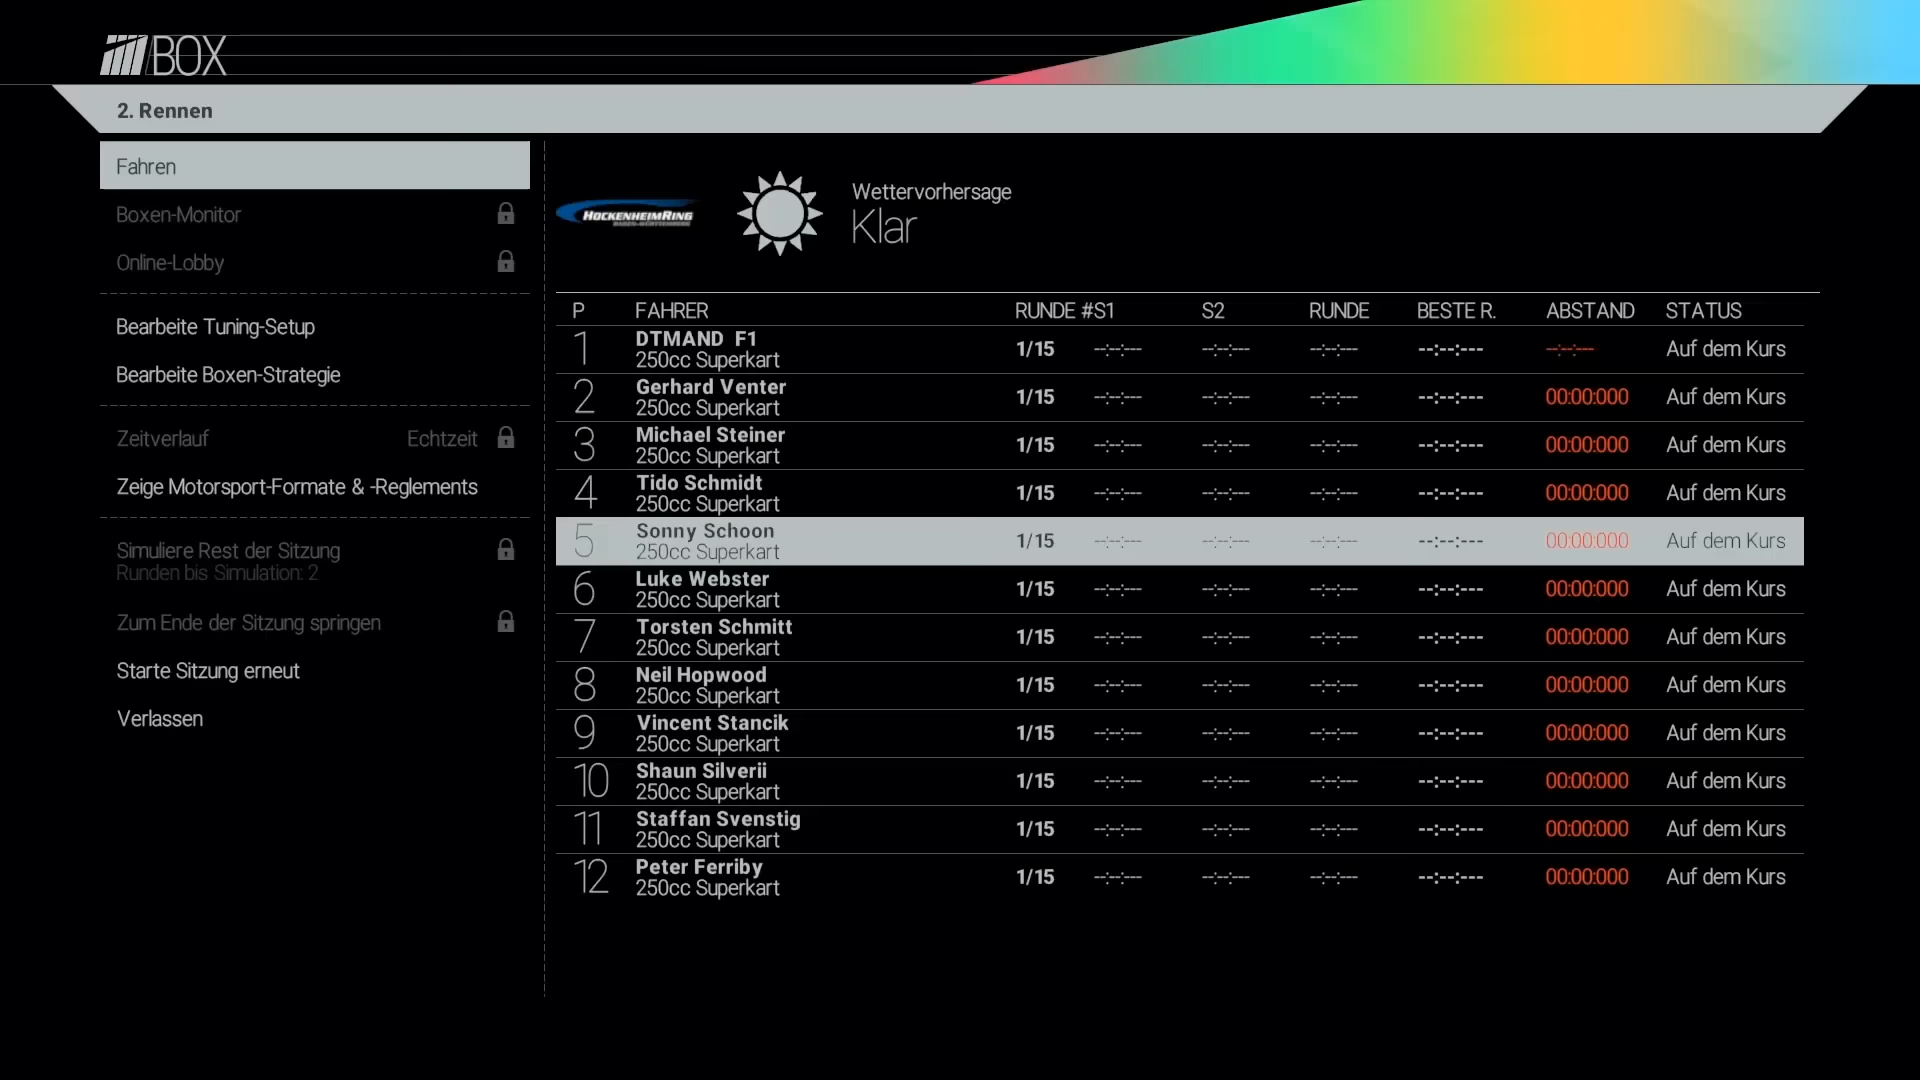 BOX
2. Rennen
Fahren
Boxen-Monitor
Online-Lobby
Bearbeite Tuning-Setup
Bearbeite Boxen-Strategie
Zeitverlauf Echtzeit
Zeige Motorsport-Formate & -Reglements
Simuliere Rest der Sitzung
Runden bis Simulation: 2
Zum Ende der Sitzung springen
Starte Sitzung erneut
Verlassen
HOCKENHEIMRING
BADEN-WÜRTTEMBERG
Wettervorhersage
Klar
P FAHRER RUNDE # S1 S2 RUNDE BESTE R. ABSTAND STATUS
1 DTMAND F1 1/15 --:--:--- --:--:--- --:--:--- --:--:--- --:--:--- Auf dem Kurs
250cc Superkart
2 Gerhard Venter 1/15 --:--:--- --:--:--- --:--:--- --:--:--- 00:00:000 Auf dem Kurs
250cc Superkart
3 Michael Steiner 1/15 --:--:--- --:--:--- --:--:--- --:--:--- 00:00:000 Auf dem Kurs
250cc Superkart
4 Tido Schmidt 1/15 --:--:--- --:--:--- --:--:--- --:--:--- 00:00:000 Auf dem Kurs
250cc Superkart
5 Sonny Schoon 1/15 --:--:--- --:--:--- --:--:--- --:--:--- 00:00:000 Auf dem Kurs
250cc Superkart
6 Luke Webster 1/15 --:--:--- --:--:--- --:--:--- --:--:--- 00:00:000 Auf dem Kurs
250cc Superkart
7 Torsten Schmitt 1/15 --:--:--- --:--:--- --:--:--- --:--:--- 00:00:000 Auf dem Kurs
250cc Superkart
8 Neil Hopwood 1/15 --:--:--- --:--:--- --:--:--- --:--:--- 00:00:000 Auf dem Kurs
250cc Superkart
9 Vincent Stancik 1/15 --:--:--- --:--:--- --:--:--- --:--:--- 00:00:000 Auf dem Kurs
250cc Superkart
10 Shaun Silverii 1/15 --:--:--- --:--:--- --:--:--- --:--:--- 00:00:000 Auf dem Kurs
250cc Superkart
11 Staffan Svenstig 1/15 --:--:--- --:--:--- --:--:--- --:--:--- 00:00:000 Auf dem Kurs
250cc Superkart
12 Peter Ferriby 1/15 --:--:--- --:--:--- --:--:--- --:--:--- 00:00:000 Auf dem Kurs
250cc Superkart